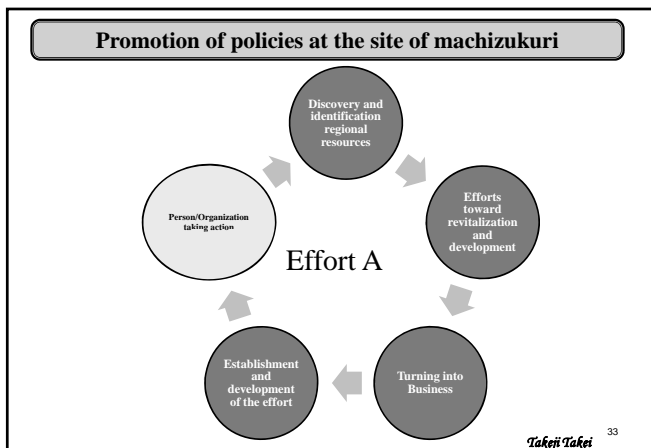 Promotion of policies at the site of machizukuri
Discovery and
identification
regional
resources
Efforts
toward
revitalization
and
development
Turning into
Business
Establishment
and
development
of the effort
Person/Organization
taking action
Effort A
Takeji Takei
33